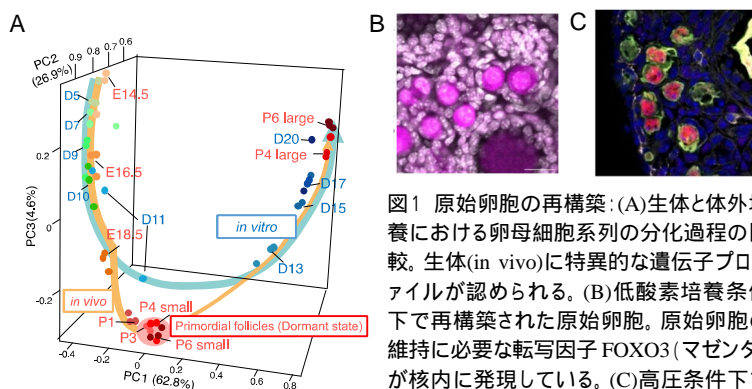 A
B
C
PC2
(26.9%)
0.9
0.8
0.7
0.6
D5
E14.5
D7
D9
E16.5
D10
D11
E18.5
0.2
0
-0.2
PC3(4.6%)
P6 large
D20
P4 large
D17
D15
in vitro
D13
in vivo
P4 small
P1
Primordial follicles (Dormant state)
P3
P6 small
-0.4
-0.2
0
0.2
0.4
PC1 (62.8%)
図1 原始卵胞の再構築:(A)生体と体外
養における卵母細胞系列の分化過程の
較。生体(in vivo)に特異的な遺伝子プロ
ァイルが認められる。(B)低酸素培養条
下で再構築された原始卵胞。原始卵胞
維持に必要な転写因子FOXO3(マゼンタ
が核内に発現している。(C)高圧条件下